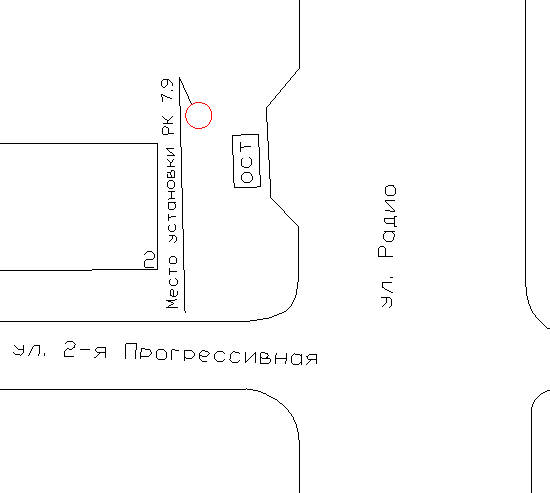 Место установки РК 7.9
ОСТ
2
ул. Радио
ул. 2-я Прогрессивная